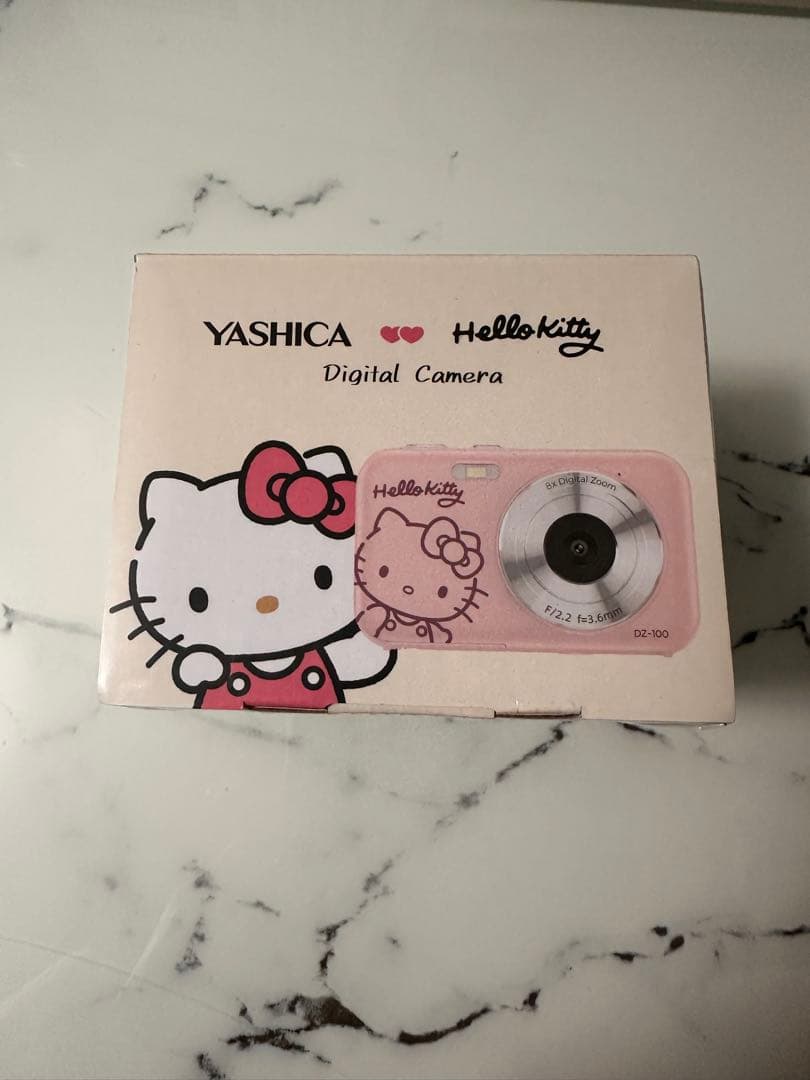 YASHICA Hello Kitty
Digital Camera
Hello Kitty
8x Digital Zoom
F/2.2 f=3.6mm
DZ-100